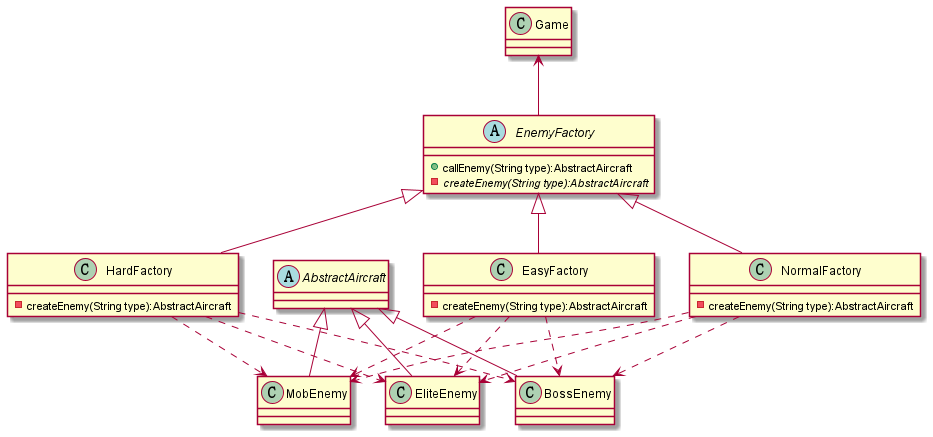 C Game
A EnemyFactory
callEnemy(String type):AbstractAircraft
createEnemy(String type):AbstractAircraft
C HardFactory
createEnemy(String type):AbstractAircraft
A AbstractAircraft
C EasyFactory
createEnemy(String type):AbstractAircraft
C NormalFactory
createEnemy(String type):AbstractAircraft
C MobEnemy
C EliteEnemy
C BossEnemy